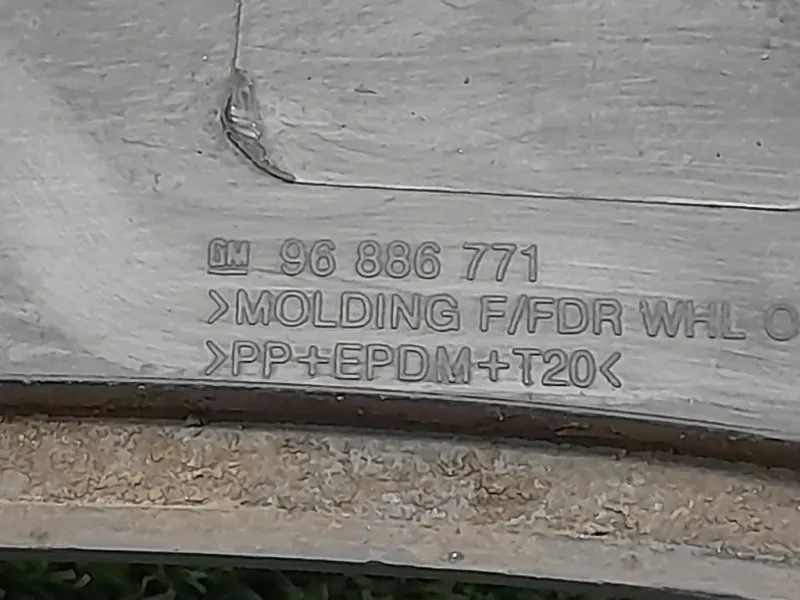 GM 96 886 771
>MOLDING F/FDR WHL O
>PP+EPDM+T20<